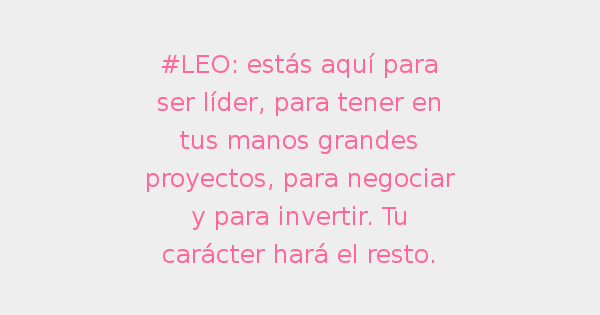 #LEO: estás aquí para
ser líder, para tener en
tus manos grandes
proyectos, para negociar
y para invertir. Tu
carácter hará el resto.